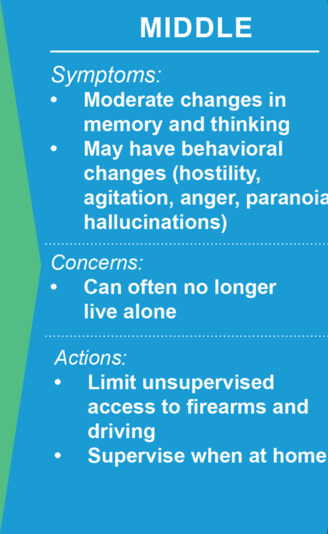 MIDDLE
Symptoms:
• Moderate changes in
memory and thinking
• May have behavioral
changes (hostility,
agitation, anger, paranoia
hallucinations)
Concerns:
• Can often no longer
live alone
Actions:
• Limit unsupervised
access to firearms and
driving
• Supervise when at home